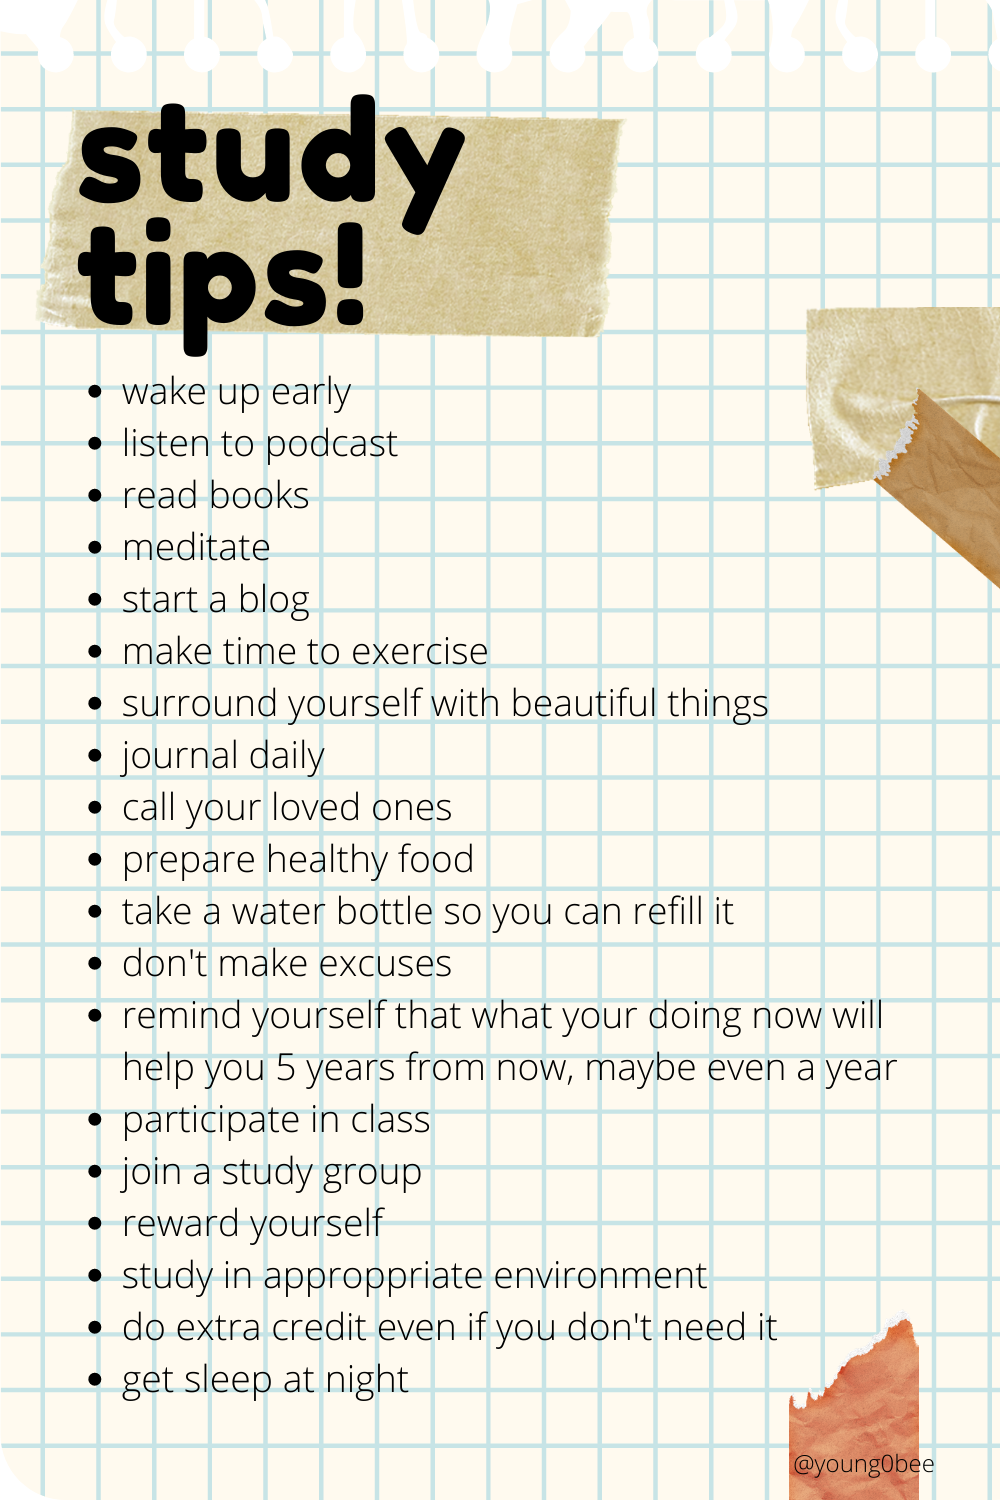 study
tips!
• wake up early
• listen to podcast
• read books
• meditate
• start a blog
• make time to exercise
• surround yourself with beautiful things
• journal daily
• call your loved ones
• prepare healthy food
• take a water bottle so you can refill it
• don't make excuses
• remind yourself that what your doing now will
help you 5 years from now, maybe even a year
• participate in class
• join a study group
• reward yourself
• study in approppriate environment
• do extra credit even if you don't need it
• get sleep at night
@young0bee